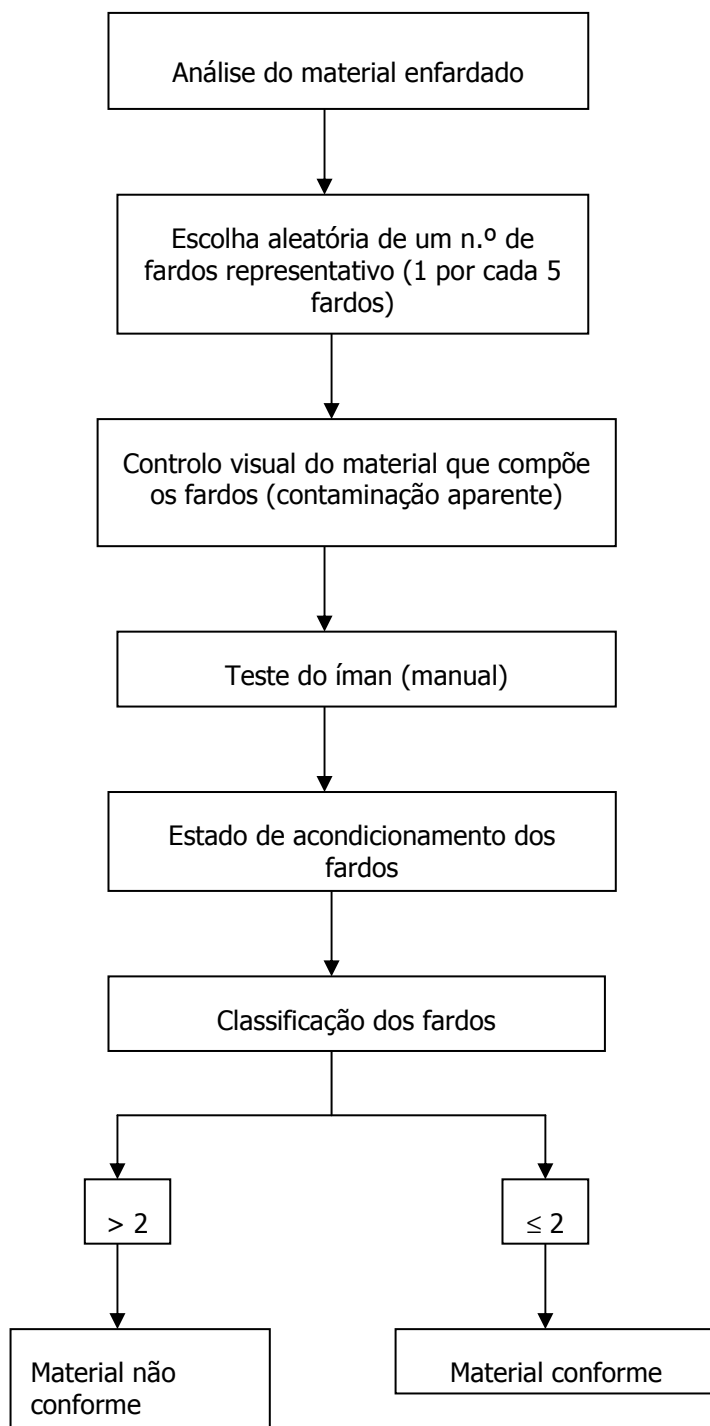 Análise do material enfardado
Escolha aleatória de um n.º de
fardos representativo (1 por cada 5
fardos)
Controlo visual do material que compõe
os fardos (contaminação aparente)
Teste do íman (manual)
Estado de acondicionamento dos
fardos
Classificação dos fardos
> 2
≤ 2
Material não
conforme
Material conforme